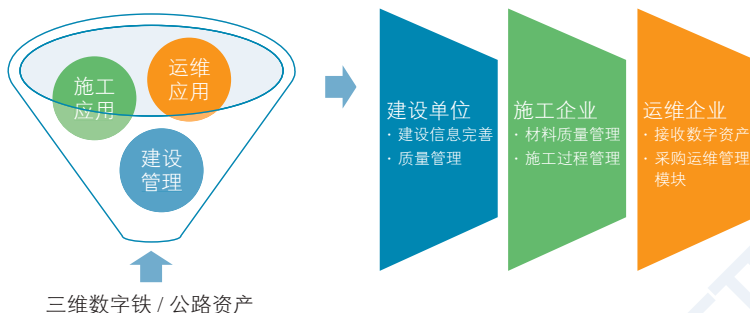 施工
应用
运维
应用
建设
管理
三维数字铁 / 公路资产
建设单位
· 建设信息完善
· 质量管理
施工企业
· 材料质量管理
· 施工过程管理
运维企业
· 接收数字资产
· 采购运维管理
模块